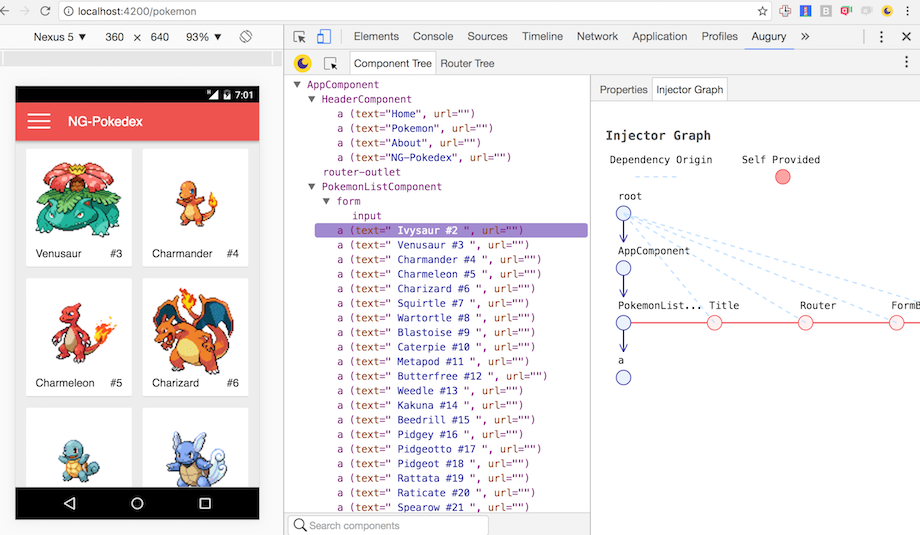 localhost:4200/pokemon
Nexus 5 ▼ 360 × 640 93% ▼
Elements Console Sources Timeline Network Application Profiles Augury »
Component Tree Router Tree
7:01
NG-Pokedex
Venusaur #3
Charmander #4
Charmeleon #5
Charizard #6
AppComponent
HeaderComponent
a (text="Home", url="")
a (text="Pokemon", url="")
a (text="About", url="")
a (text="NG-Pokedex", url="")
router-outlet
PokemonListComponent
form
input
a (text=" Ivysaur #2 ", url="")
a (text=" Venusaur #3 ", url="")
a (text=" Charmander #4 ", url="")
a (text=" Charmeleon #5 ", url="")
a (text=" Charizard #6 ", url="")
a (text=" Squirtle #7 ", url="")
a (text=" Wartortle #8 ", url="")
a (text=" Blastoise #9 ", url="")
a (text=" Caterpie #10 ", url="")
a (text=" Metapod #11 ", url="")
a (text=" Butterfree #12 ", url="")
a (text=" Weedle #13 ", url="")
a (text=" Kakuna #14 ", url="")
a (text=" Beedrill #15 ", url="")
a (text=" Pidgey #16 ", url="")
a (text=" Pidgeotto #17 ", url="")
a (text=" Pidgeot #18 ", url="")
a (text=" Rattata #19 ", url="")
a (text=" Raticate #20 ", url="")
a (text=" Spearow #21 ", url="")
Search components
Properties Injector Graph
Injector Graph
Dependency Origin Self Provided
root
AppComponent
PokemonList... Title Router FormB
a